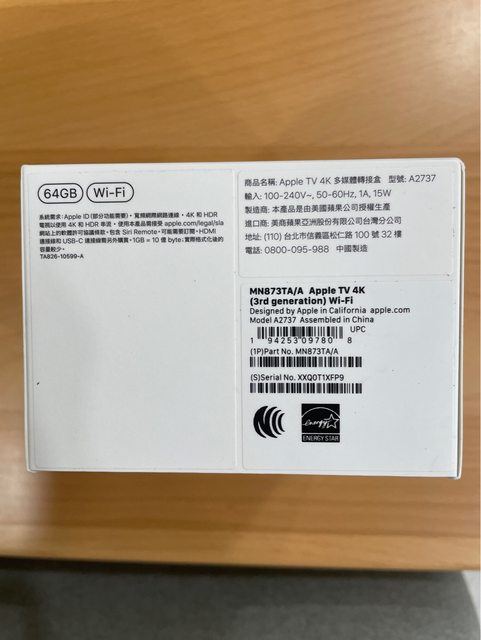 64GB Wi-Fi
系統需求：Apple ID (部分功能需要)、寬頻網際網路連線。4K 和 HDR
電視以使用 4K 和 HDR 串流。使用本產品需接受 apple.com/legal/sla
網站上的軟體許可協議條款。包含 Siri Remote。可能需要訂閱。HDMI
連接線和 USB-C 連接線需另外購買。1GB = 10 億 byte；實際格式化後的
容量較少。
TA826-10599-A
商品名稱: Apple TV 4K 多媒體轉接盒 型號: A2737
輸入: 100-240V~, 50-60Hz, 1A, 15W
製造商: 本產品是由美國蘋果公司授權生產
進口商: 美商蘋果亞洲股份有限公司台灣分公司
地址: (110) 台北市信義區松仁路 100 號 32 樓
電話: 0800-095-988 中國製造
MN873TA/A Apple TV 4K
(3rd generation) Wi-Fi
Designed by Apple in California apple.com
Model A2737 Assembled in China
UPC
1 94253 09780 8
(1P)Part No. MN873TA/A
(S)Serial No. XXQ0T1XFP9
energy
ENERGY STAR